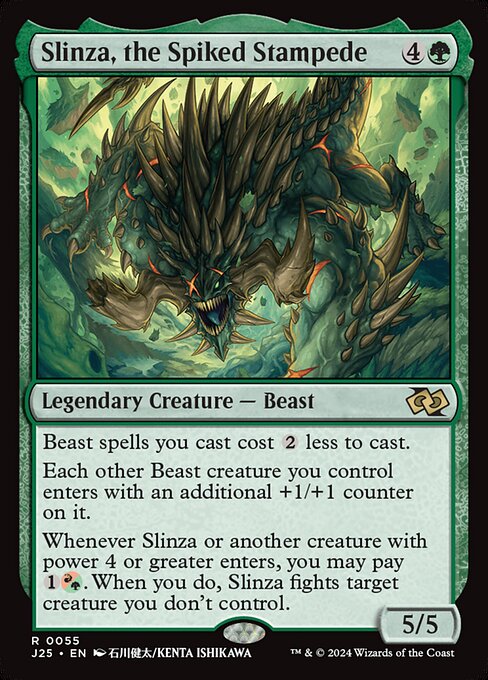 Slinza, the Spiked Stampede 4
Legendary Creature — Beast
Beast spells you cast cost 2 less to cast.
Each other Beast creature you control
enters with an additional +1/+1 counter
on it.
Whenever Slinza or another creature with
power 4 or greater enters, you may pay
1 . When you do, Slinza fights target
creature you don't control.
5/5
R 0055
J25 • EN 石川健太/KENTA ISHIKAWA ™ & © 2024 Wizards of the Coast